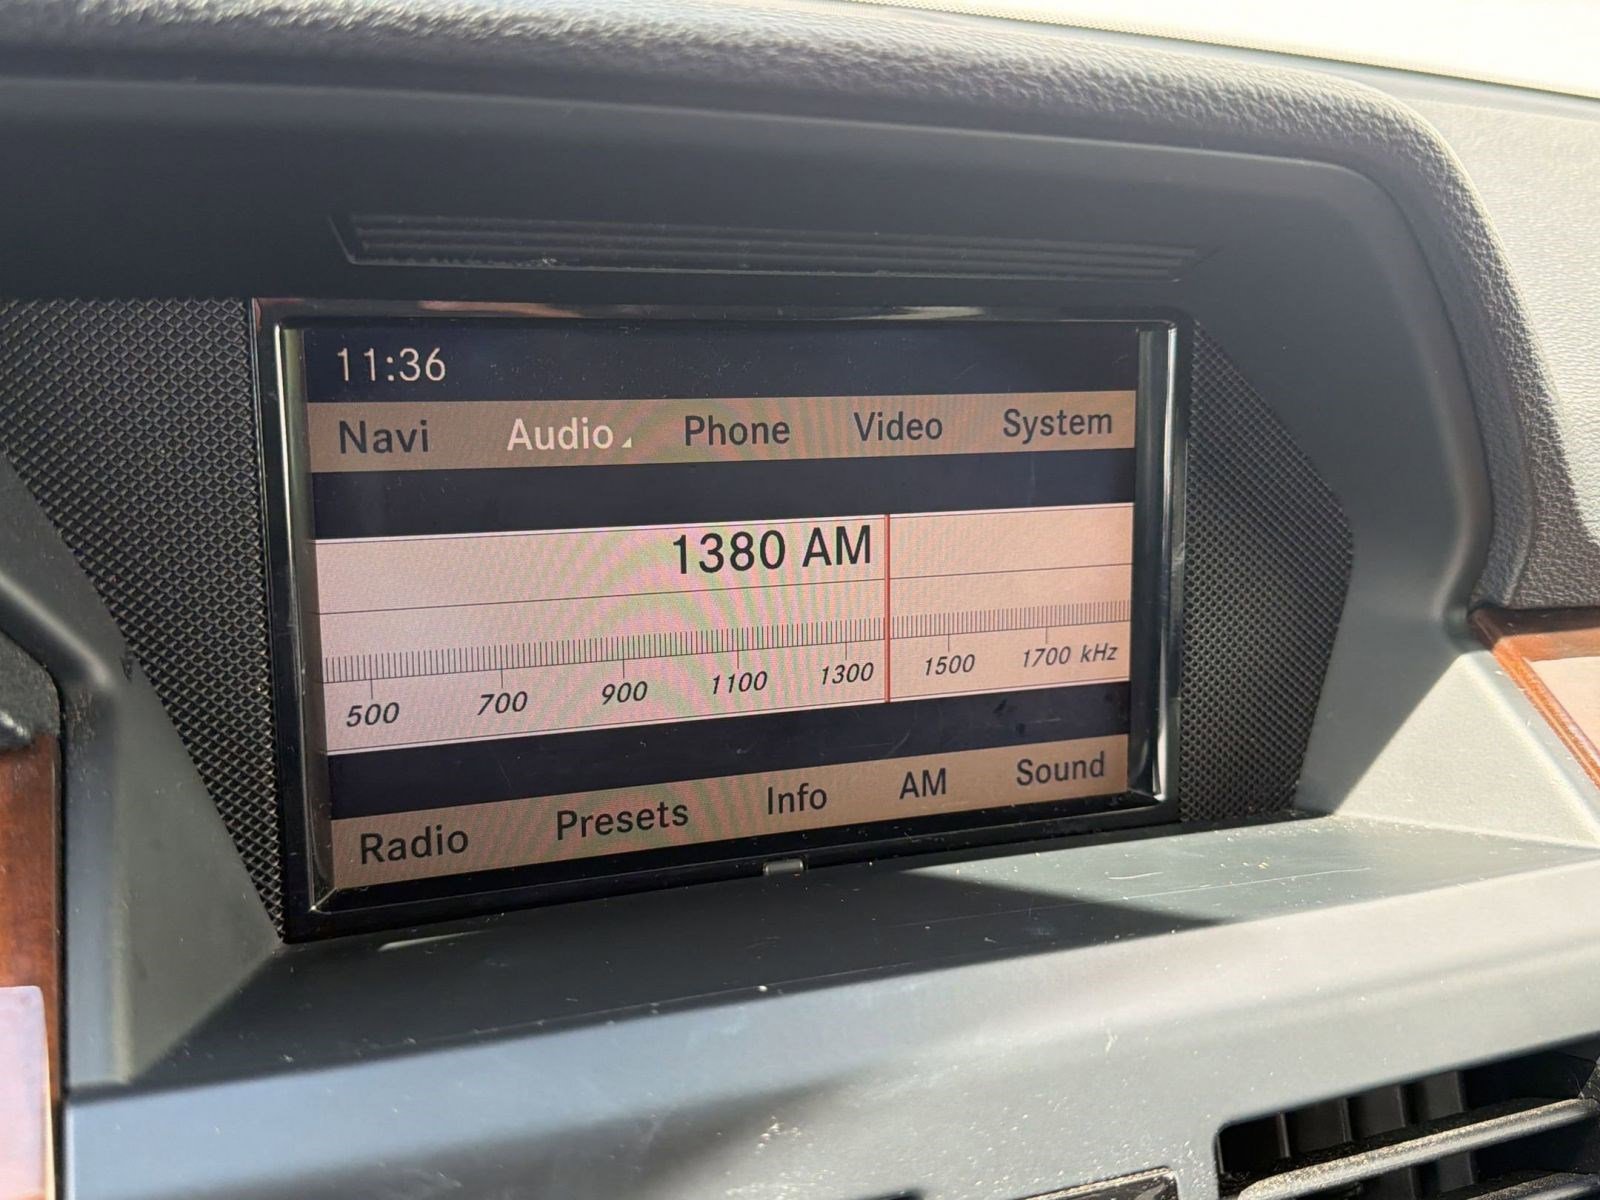 11:36
Navi Audio Phone Video System
1380 AM
500 700 900 1100 1300 1500 1700 kHz
Radio Presets Info AM Sound